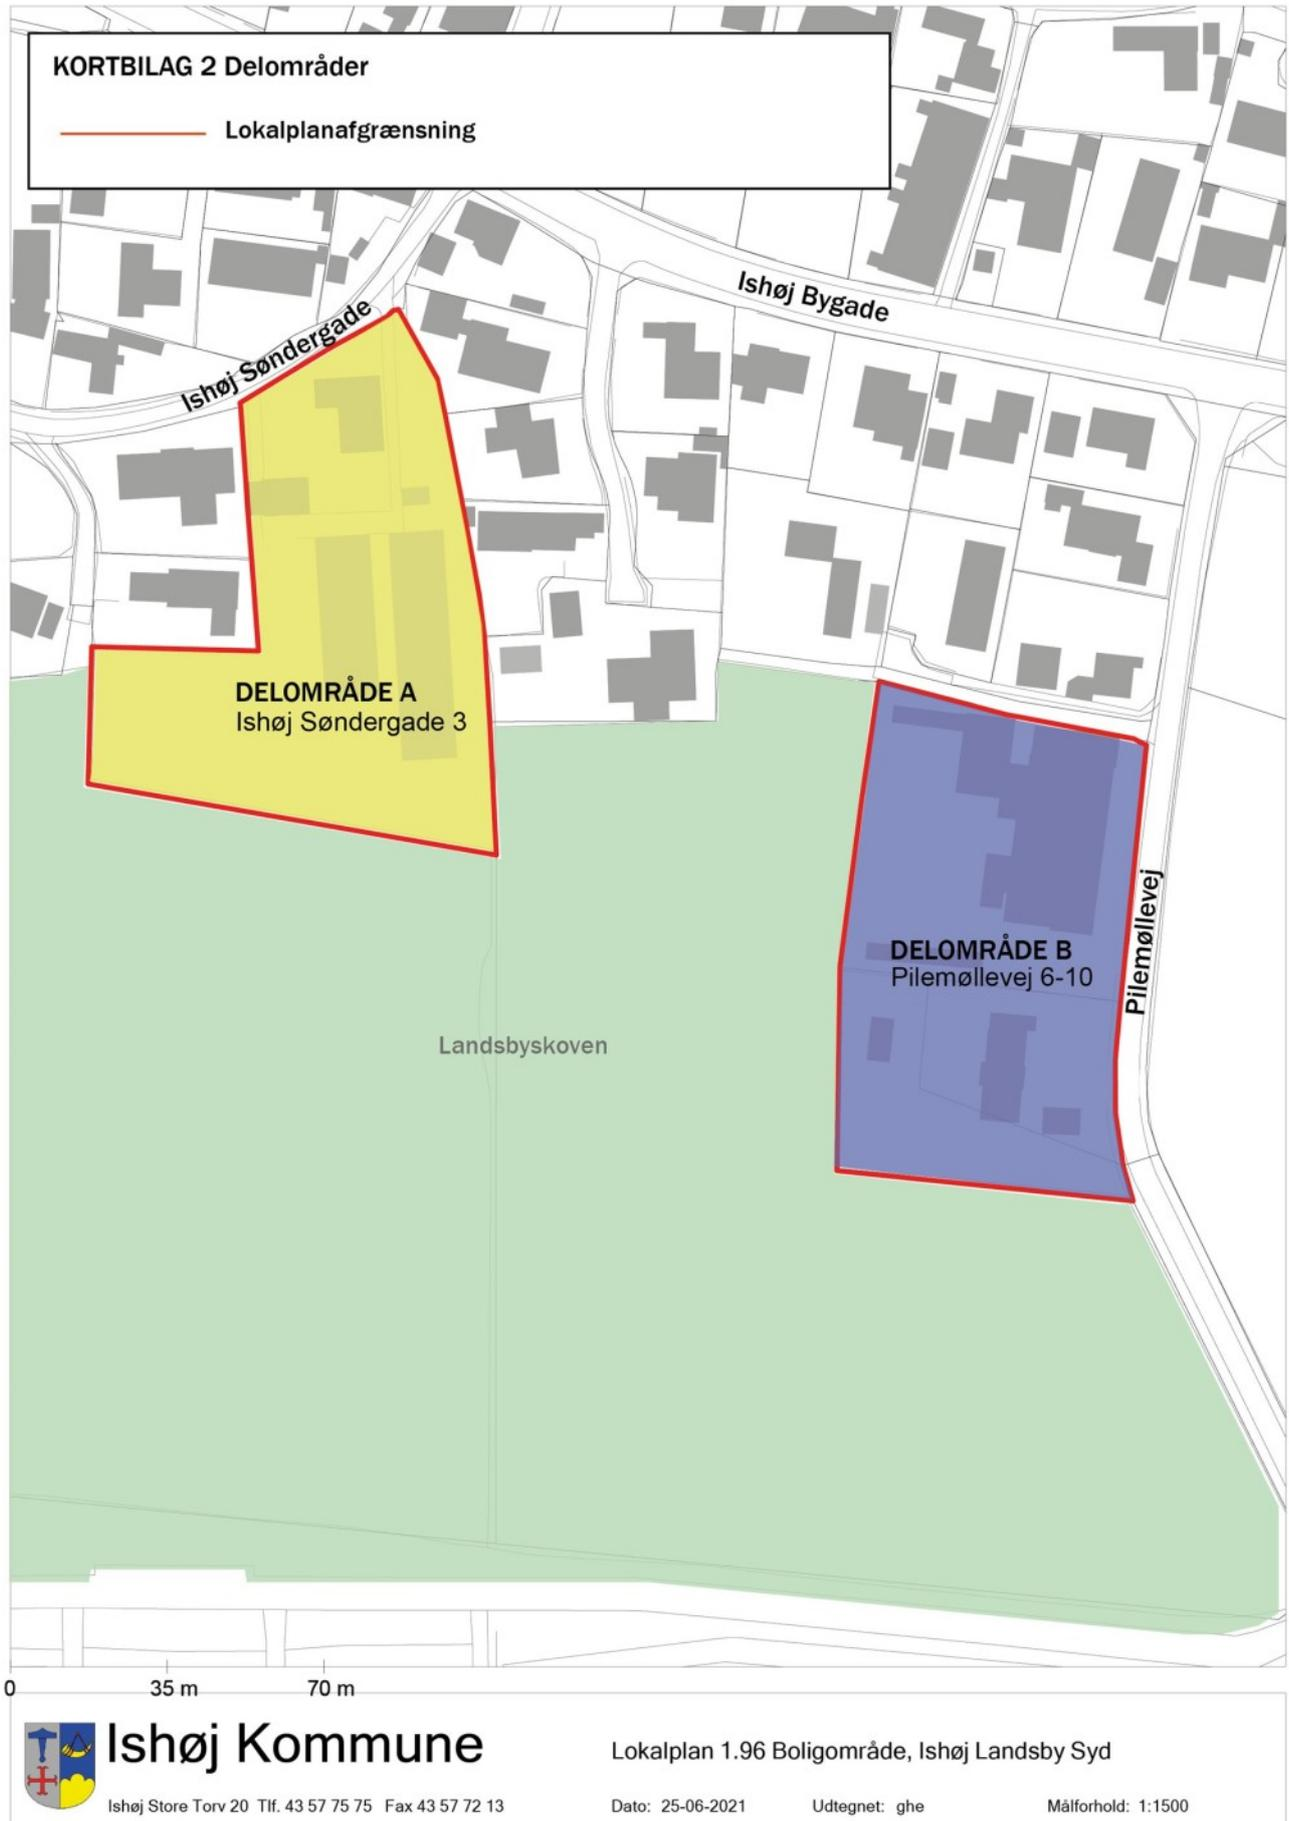 KORTBILAG 2 Delområder
Lokalplanafgrænsning
Ishøj Bygade
Ishøj Søndergade
DELOMRÅDE A
Ishøj Søndergade 3
DELOMRÅDE B
Pilemøllevej 6-10
Pilemøllevej
Landsbyskoven
0 35 m 70 m
Ishøj Kommune
Lokalplan 1.96 Boligområde, Ishøj Landsby Syd
Ishøj Store Torv 20 Tlf. 43 57 75 75 Fax 43 57 72 13
Dato: 25-06-2021 Udtegnet: ghe Målforhold: 1:1500